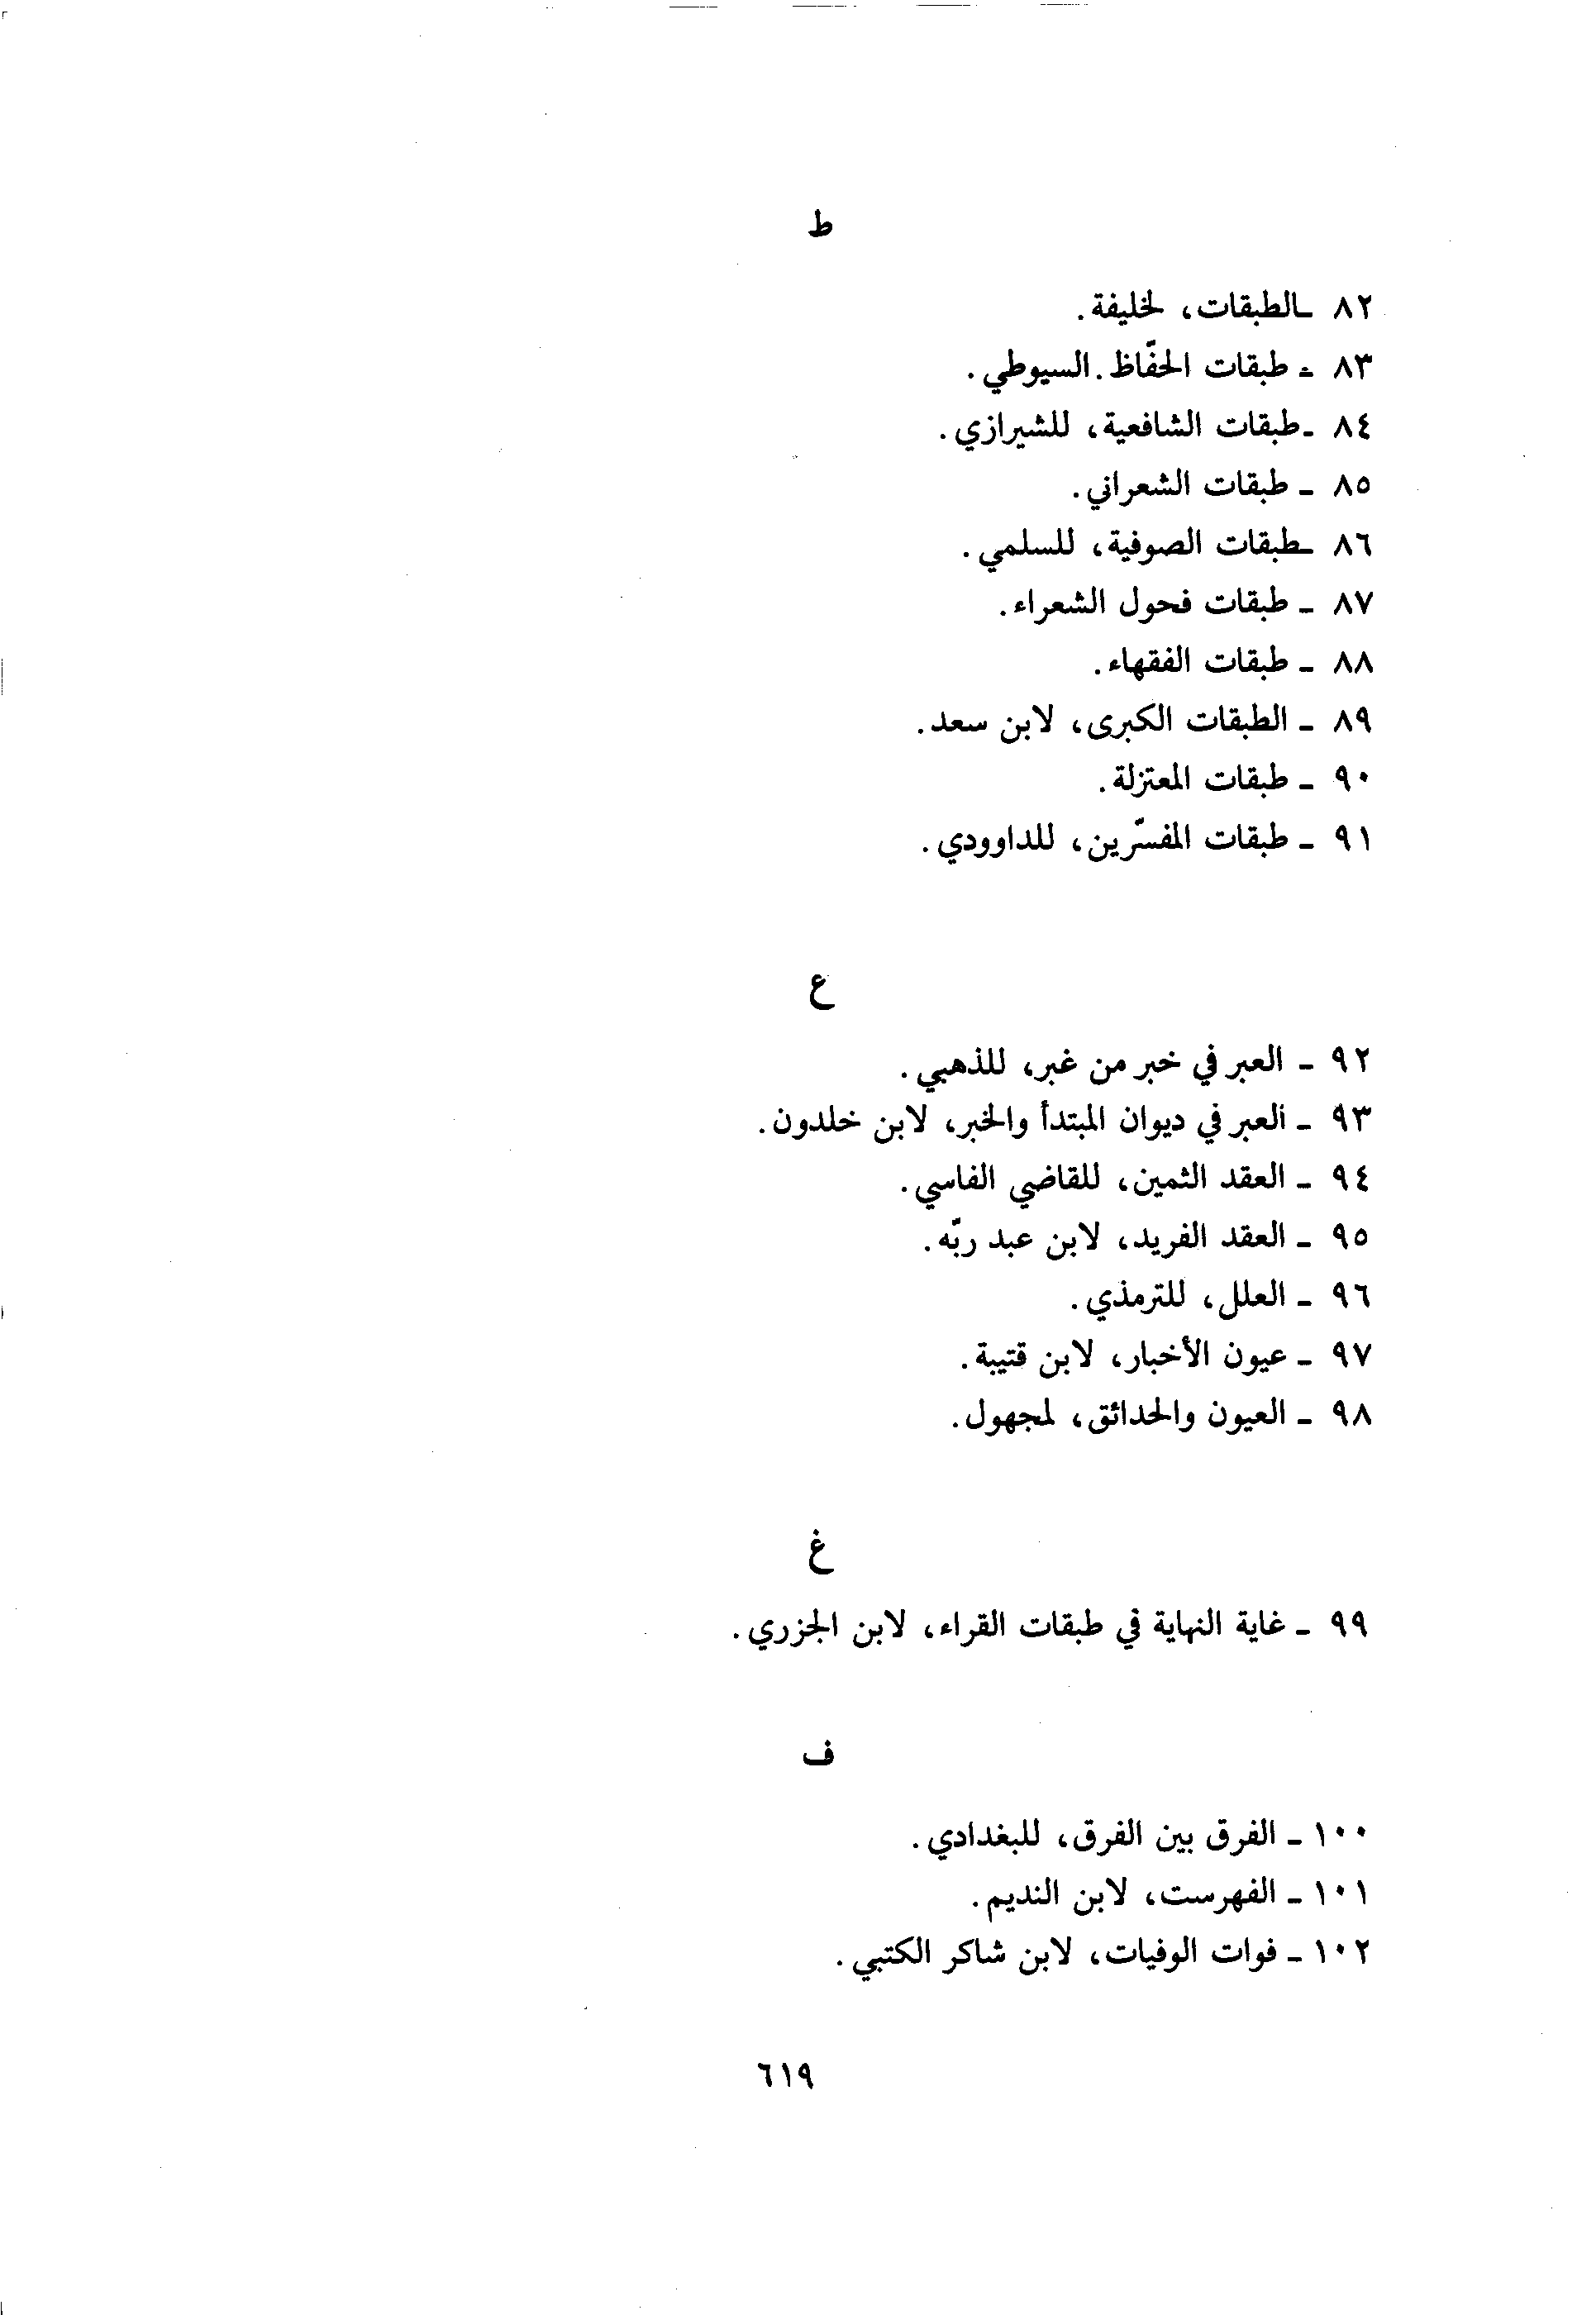 ط
٨٢ - الطبقات، لخليفة.
٨٣ - طبقات الحفّاظ. السيوطي.
٨٤ - طبقات الشافعية، للشيرازي.
٨٥ - طبقات الشعراني.
٨٦ - طبقات الصوفية، للسلمي.
٨٧ - طبقات فحول الشعراء.
٨٨ - طبقات الفقهاء.
٨٩ - الطبقات الكبرى، لابن سعد.
٩٠ - طبقات المعتزلة.
٩١ - طبقات المفسّرين، للداوودي.
ع
٩٢ - العبر في خبر من غبر، للذهبي.
٩٣ - العبر في ديوان المبتدأ والخبر، لابن خلدون.
٩٤ - العقد الثمين، للقاضي الفاسي.
٩٥ - العقد الفريد، لابن عبد ربّه.
٩٦ - العلل، للترمذي.
٩٧ - عيون الأخبار، لابن قتيبة.
٩٨ - العيون والحدائق، لمجهول.
غ
٩٩ - غاية النهاية في طبقات القراء، لابن الجزري.
ف
١٠٠ - الفرق بين الفرق، للبغدادي.
١٠١ - الفهرست، لابن النديم.
١٠٢ - فوات الوفيات، لابن شاكر الكتبي.
٦١٩